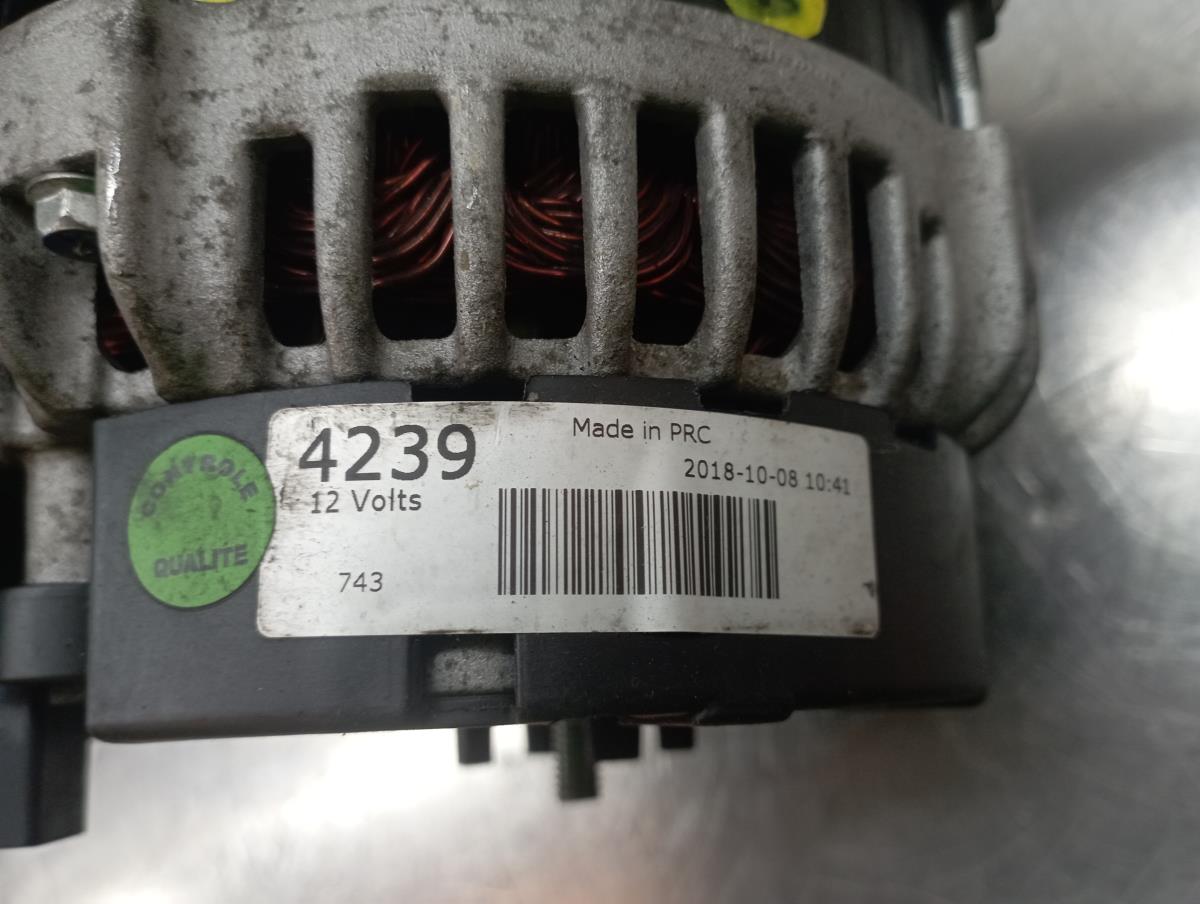 4239
Made in PRC
2018-10-08 10:41
12 Volts
743
CONTROLE
QUALITE